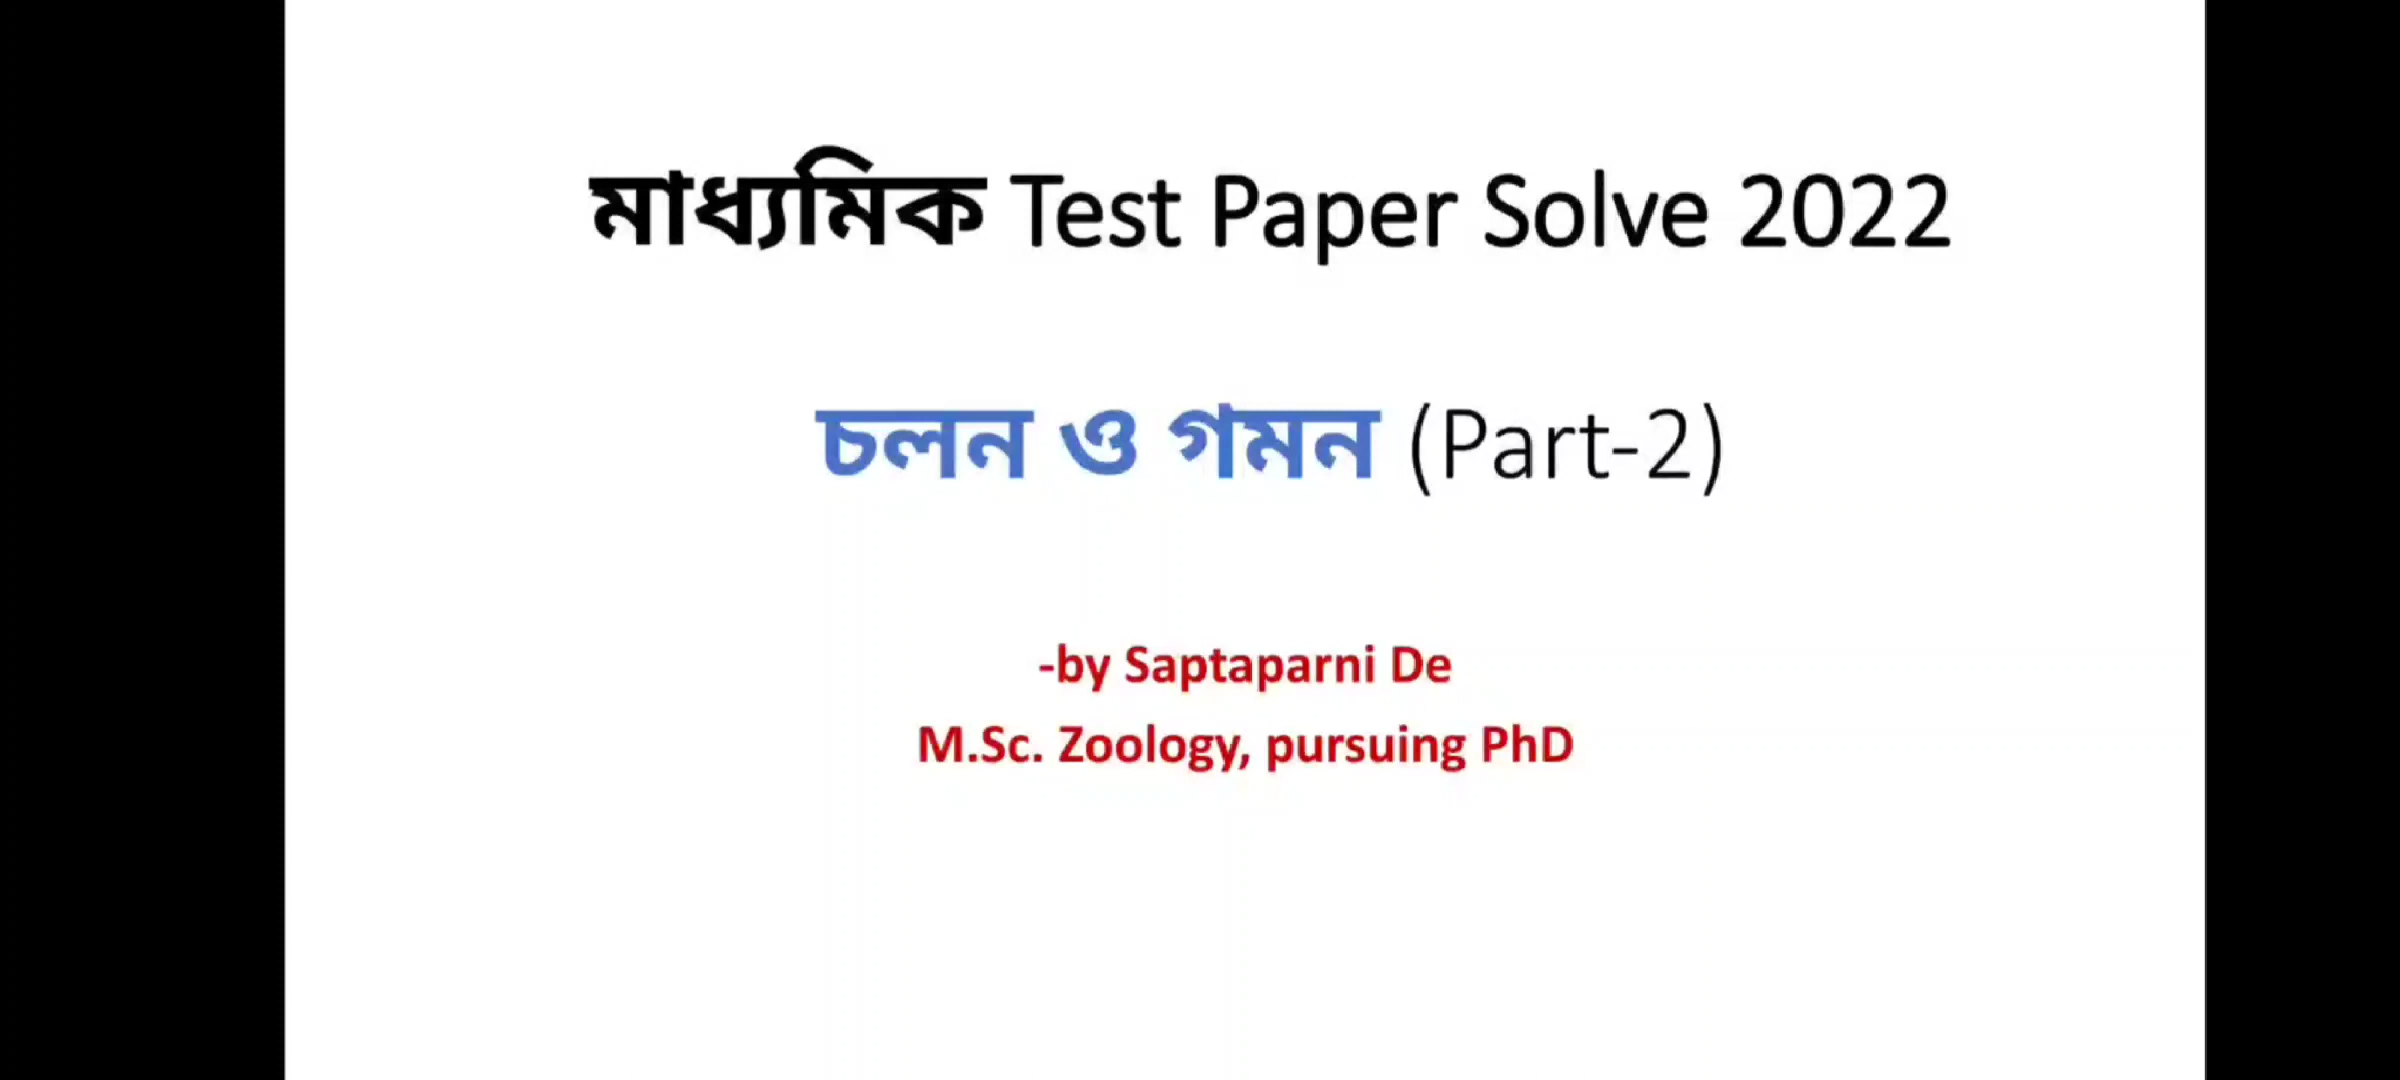 মাধ্যমিক Test Paper Solve 2022
চলন ও গমন (Part-2)
-by Saptaparni De
M.Sc. Zoology, pursuing PhD